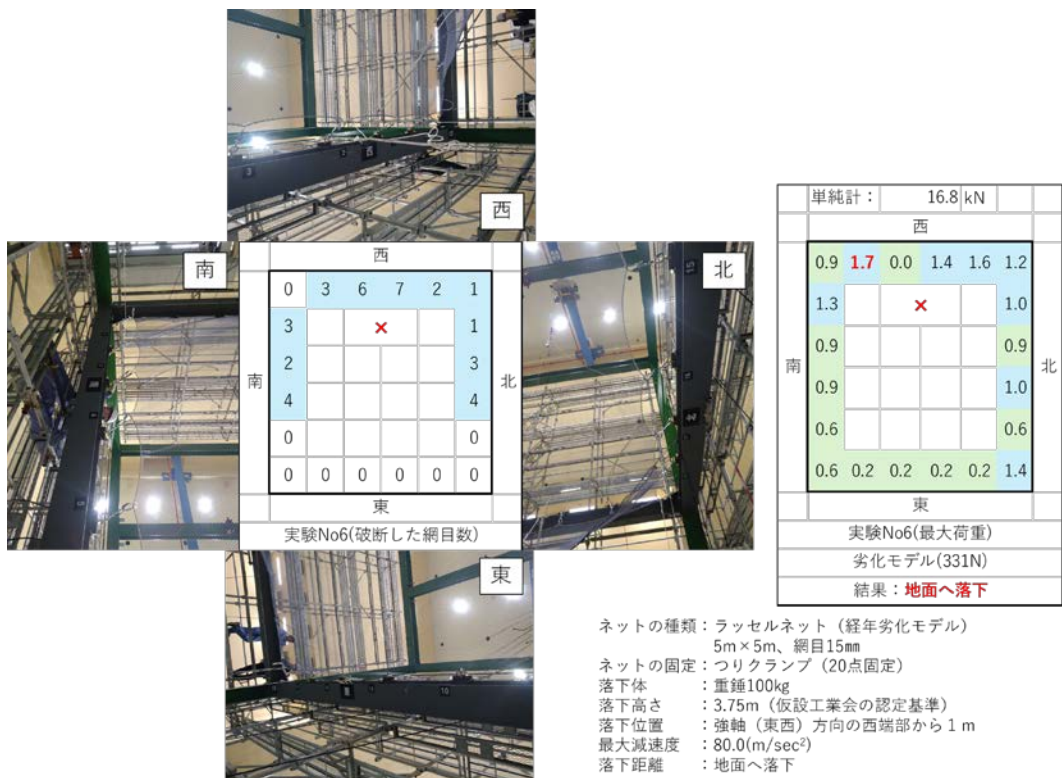 西
南
西
0 3 6 7 2 1
3 × 1
2 3
4 4
0 0
0 0 0 0 0 0
南
北
東
実験No6(破断した網目数)
北
東
10
単純計： 16.8 kN
西
0.9 1.7 0.0 1.4 1.6 1.2
1.3 × 1.0
0.9 0.9
0.9 1.0
0.6 0.6
0.6 0.2 0.2 0.2 0.2 1.4
南
北
東
実験No6(最大荷重)
劣化モデル(331N)
結果：地面へ落下
ネットの種類：ラッセルネット（経年劣化モデル）
5m×5m、網目15㎜
ネットの固定：つりクランプ（20点固定）
落下体 ：重錘100kg
落下高さ ：3.75m（仮設工業会の認定基準）
落下位置 ：強軸（東西）方向の西端部から１ｍ
最大減速度 ：80.0(m/sec²)
落下距離 ：地面へ落下